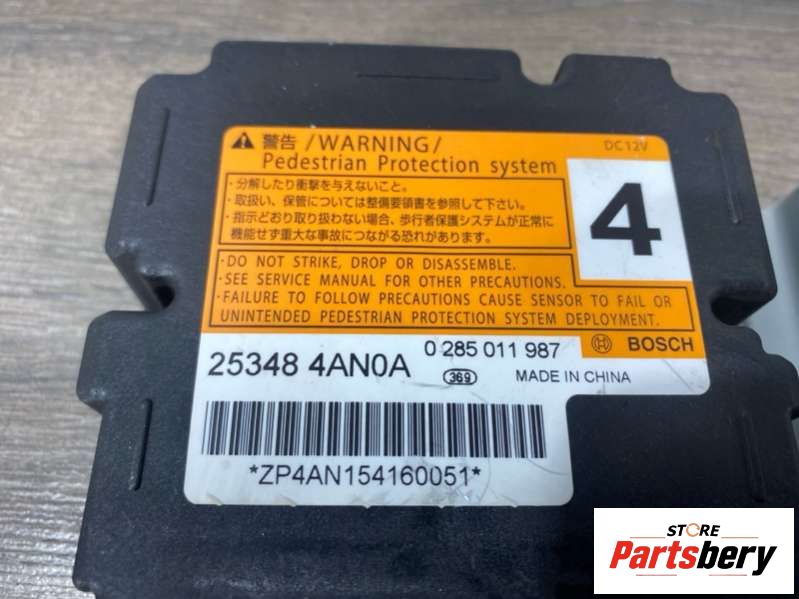 警告 /WARNING/ DC12V
Pedestrian Protection system
・分解したり衝撃を与えないこと。
・取扱い、保管については整備要領書を参照して下さい。
・指示どおり取り扱わない場合、歩行者保護システムが正常に
機能せず重大な事故につながる恐れがあります。
4
・DO NOT STRIKE, DROP OR DISASSEMBLE.
・SEE SERVICE MANUAL FOR OTHER PRECAUTIONS.
・FAILURE TO FOLLOW PRECAUTIONS CAUSE SENSOR TO FAIL OR
UNINTENDED PEDESTRIAN PROTECTION SYSTEM DEPLOYMENT.
25348 4AN0A 0 285 011 987 BOSCH
369 MADE IN CHINA
*ZP4AN154160051*
STORE
Partsbery